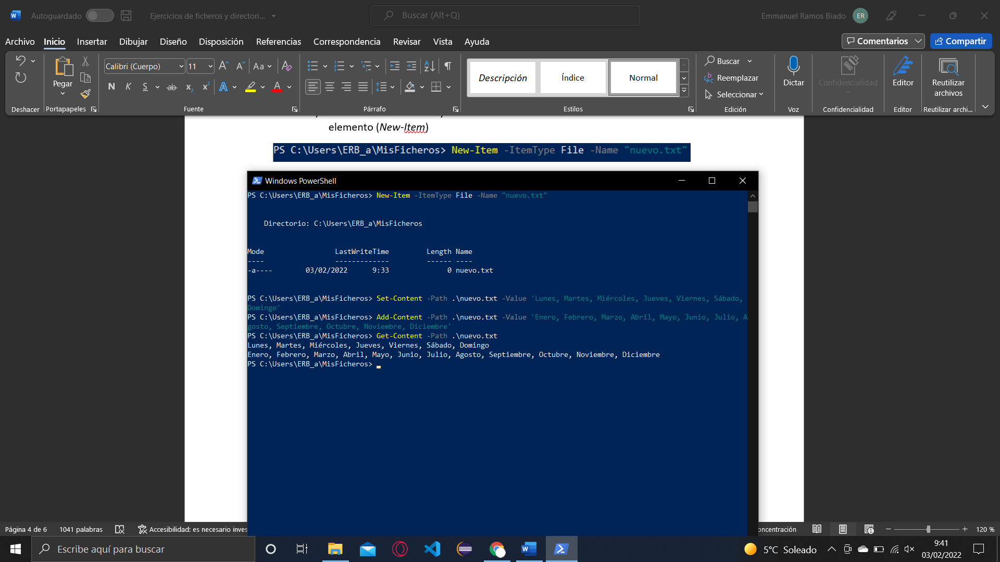 Autoguardado
Ejercicios de ficheros y directori...
Buscar (Alt+Q)
Emmanuel Ramos Biado
ER
Archivo Inicio Insertar Dibujar Diseño Disposición Referencias Correspondencia Revisar Vista Ayuda
Comentarios
Compartir
Pegar
Calibri (Cuerpo)
11
Descripción
Índice
Normal
Buscar
Reemplazar
Seleccionar
Dictar
Confidencialidad
Editor
Reutilizar
archivos
Deshacer
Portapapeles
Fuente
Párrafo
Estilos
Edición
Voz
Confidencialidad
Editor
Reutilizar archi...
elemento (New-Item)
PS C:\Users\ERB_a\MisFicheros> New-Item -ItemType File -Name "nuevo.txt"
Windows PowerShell
PS C:\Users\ERB_a\MisFicheros> New-Item -ItemType File -Name "nuevo.txt"
Directorio: C:\Users\ERB_a\MisFicheros
Mode LastWriteTime Length Name
---- ------------- ------ ----
-a---- 03/02/2022 9:33 0 nuevo.txt
PS C:\Users\ERB_a\MisFicheros> Set-Content -Path .\nuevo.txt -Value 'Lunes, Martes, Miércoles, Jueves, Viernes, Sábado,
Domingo'
PS C:\Users\ERB_a\MisFicheros> Add-Content -Path .\nuevo.txt -Value 'Enero, Febrero, Marzo, Abril, Mayo, Junio, Julio, A
gosto, Septiembre, Octubre, Noviembre, Diciembre'
PS C:\Users\ERB_a\MisFicheros> Get-Content -Path .\nuevo.txt
Lunes, Martes, Miércoles, Jueves, Viernes, Sábado, Domingo
Enero, Febrero, Marzo, Abril, Mayo, Junio, Julio, Agosto, Septiembre, Octubre, Noviembre, Diciembre
PS C:\Users\ERB_a\MisFicheros>
Página 4 de 6
1041 palabras
Accesibilidad: es necesario inves
oncentración
120 %
Escribe aquí para buscar
5°C Soleado
9:41
03/02/2022